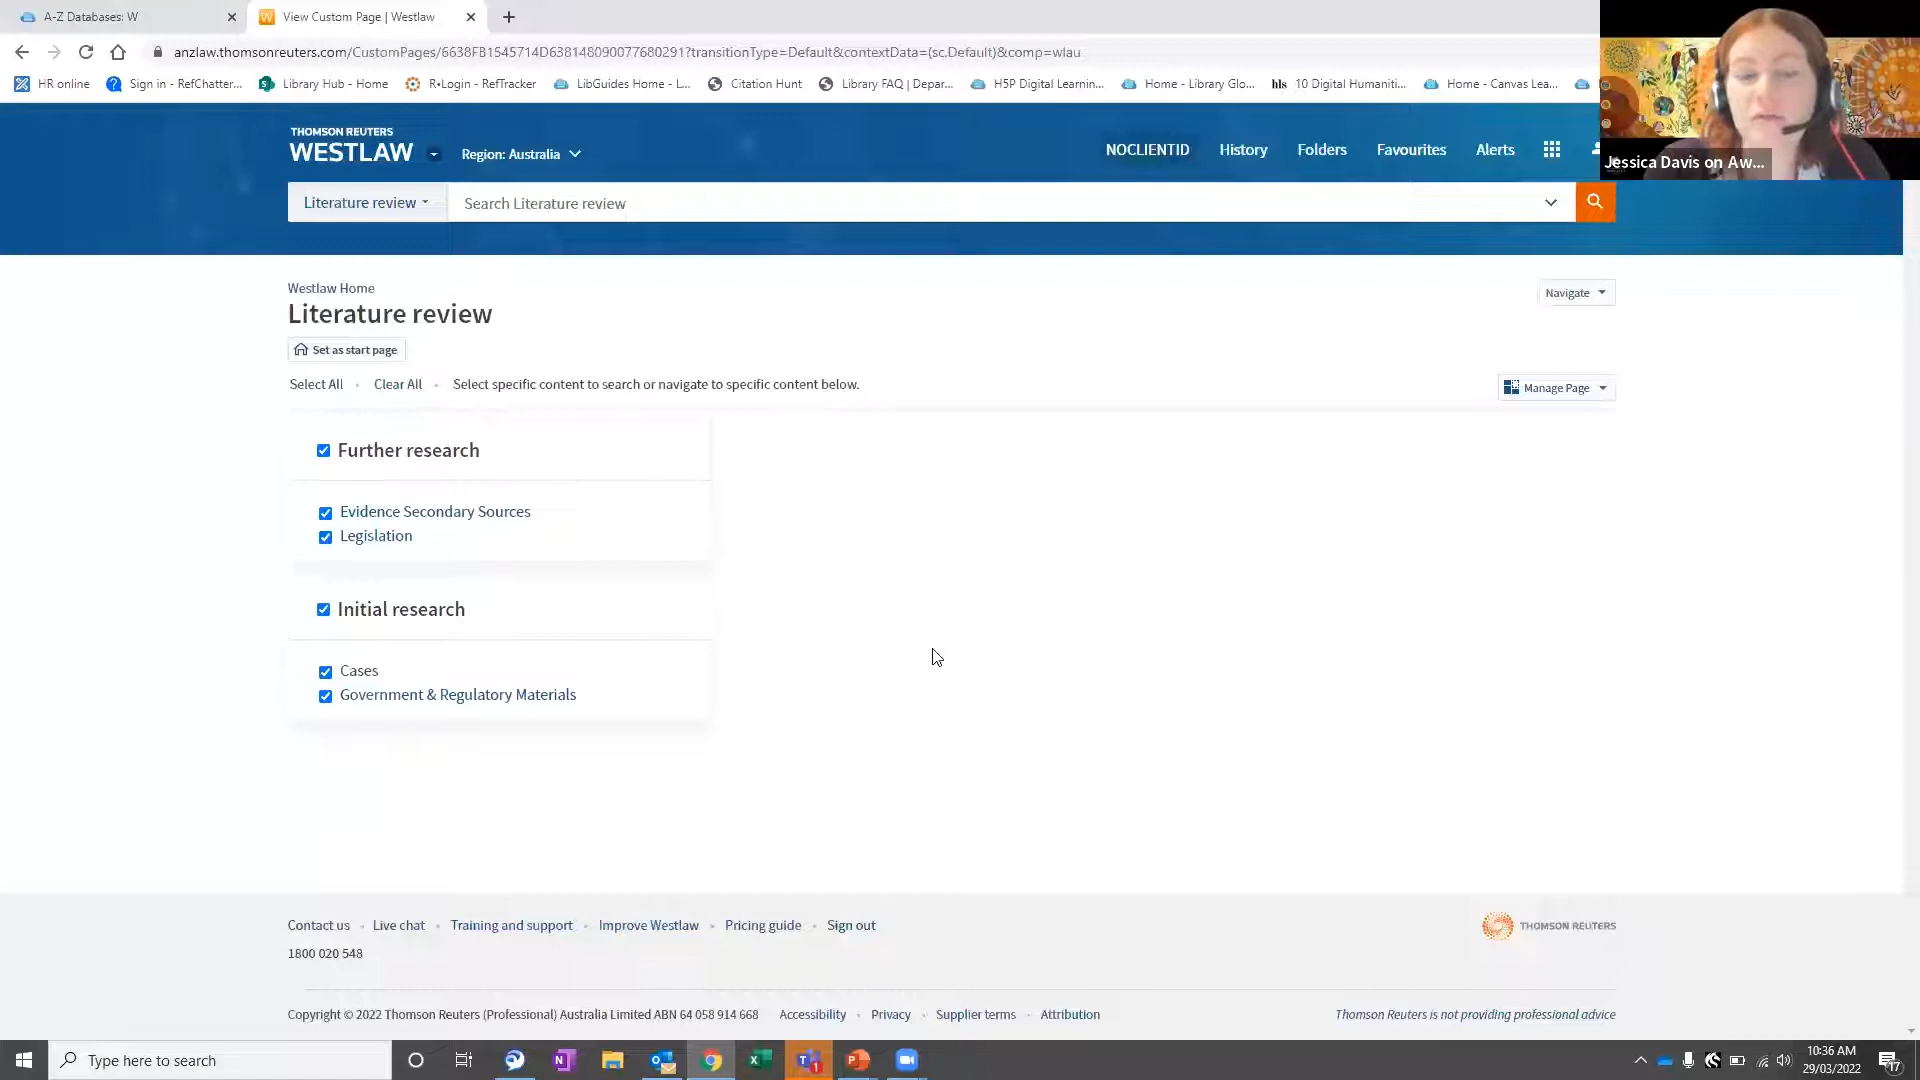 A-Z Databases: W
View Custom Page | Westlaw
anzlaw.thomsonreuters.com/CustomPages/6638FB1545714D638148090077680291?transitionType=Default&contextData=(sc.Default)&comp=wlau
HR online
Sign in - RefChatter...
Library Hub - Home
R•Login - RefTracker
LibGuides Home - L...
Citation Hunt
Library FAQ | Depar...
H5P Digital Learnin...
Home - Library Glo...
hls 10 Digital Humaniti...
Home - Canvas Lea...
Jessica Davis on Aw...
THOMSON REUTERS
WESTLAW
Region: Australia
NOCLIENTID
History
Folders
Favourites
Alerts
Literature review
Search Literature review
Westlaw Home
Navigate
Literature review
Set as start page
Select All • Clear All • Select specific content to search or navigate to specific content below.
Manage Page
Further research
Evidence Secondary Sources
Legislation
Initial research
Cases
Government & Regulatory Materials
Contact us • Live chat • Training and support • Improve Westlaw • Pricing guide • Sign out
THOMSON REUTERS
1800 020 548
Copyright © 2022 Thomson Reuters (Professional) Australia Limited ABN 64 058 914 668
Accessibility • Privacy • Supplier terms • Attribution
Thomson Reuters is not providing professional advice
Type here to search
10:36 AM
29/03/2022
17